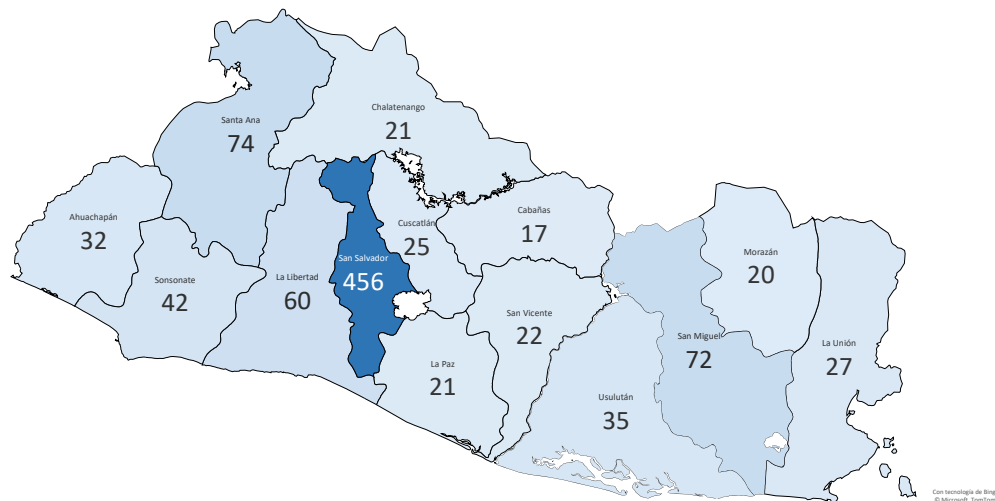 Chalatenango
21
Santa Ana
74
Ahuachapán
32
Sonsonate
42
La Libertad
60
San Salvador
456
Cuscatlán
25
Cabañas
17
San Vicente
22
La Paz
21
Usulután
35
San Miguel
72
Morazán
20
La Unión
27
Con tecnología de Bing
© Microsoft, TomTom